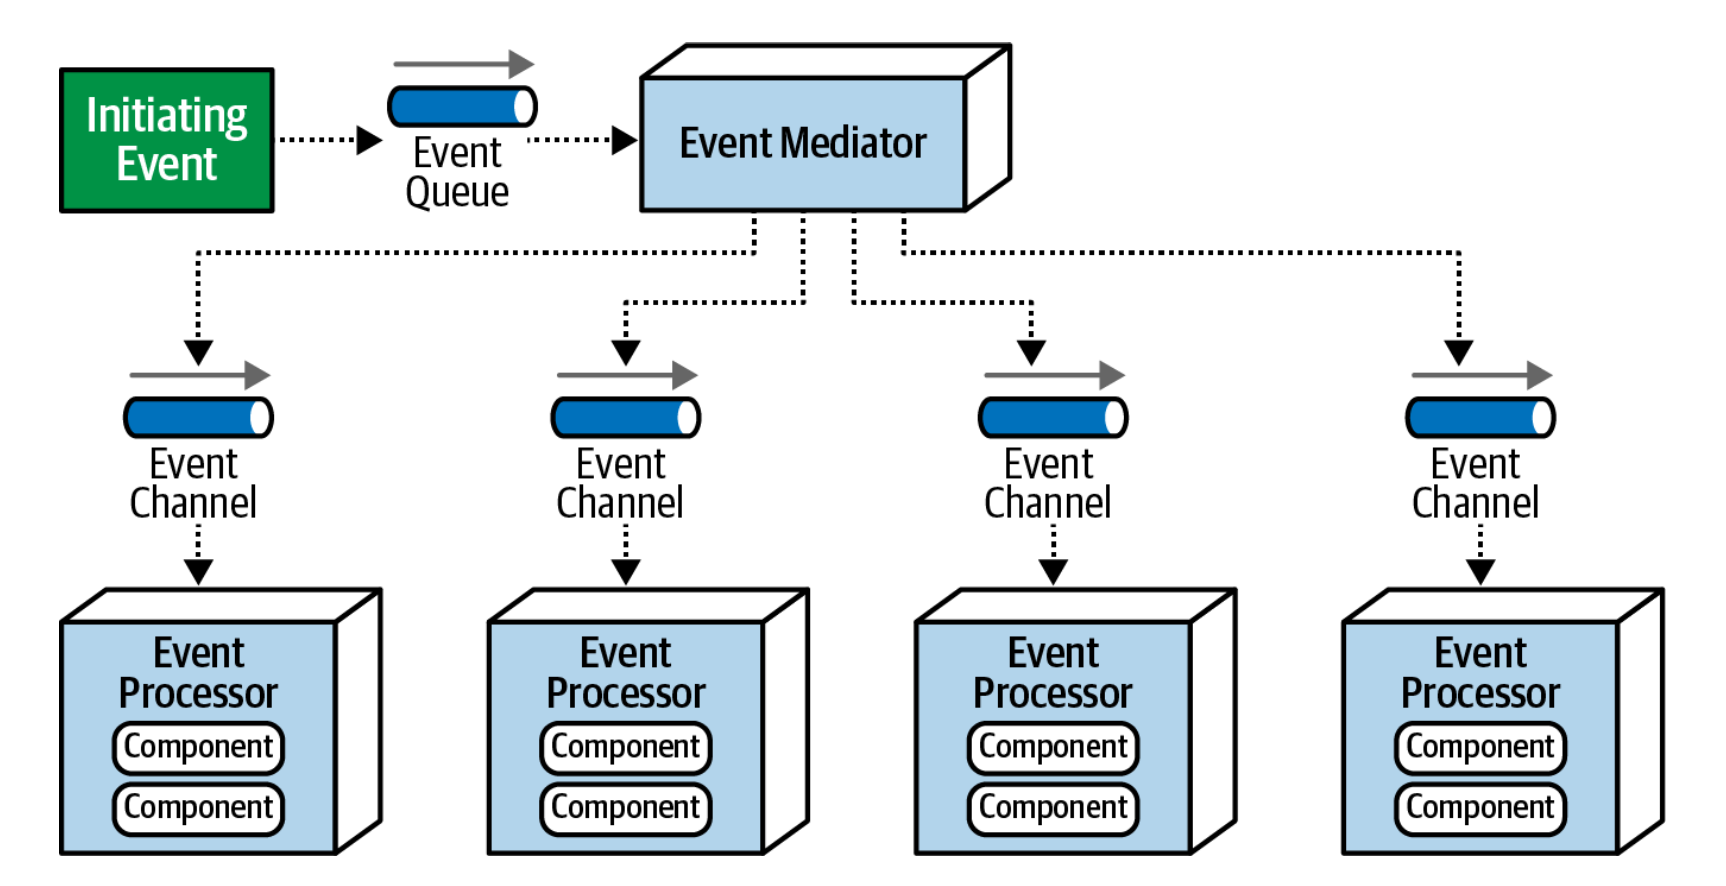 Initiating
Event
Event
Queue
Event Mediator
Event
Channel
Event
Channel
Event
Channel
Event
Channel
Event
Processor
Component
Component
Event
Processor
Component
Component
Event
Processor
Component
Component
Event
Processor
Component
Component